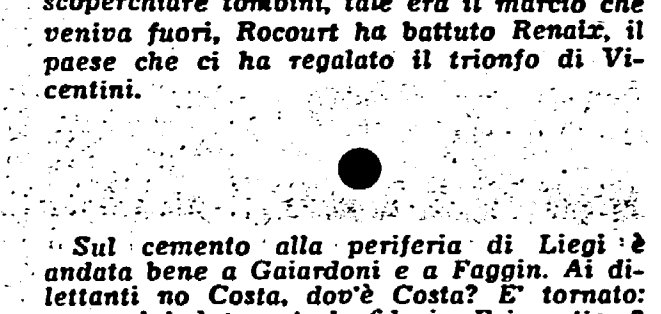 scoperchiare tombini, tale era il marcio che
veniva fuori, Rocourt ha battuto Renaix, il
paese che ci ha regalato il trionfo di Vi-
centini.
Sul cemento alla periferia di Liegi è
andata bene a Gaiardoni e a Faggin. Ai di-
lettanti no Costa, dov'è Costa? E' tornato: